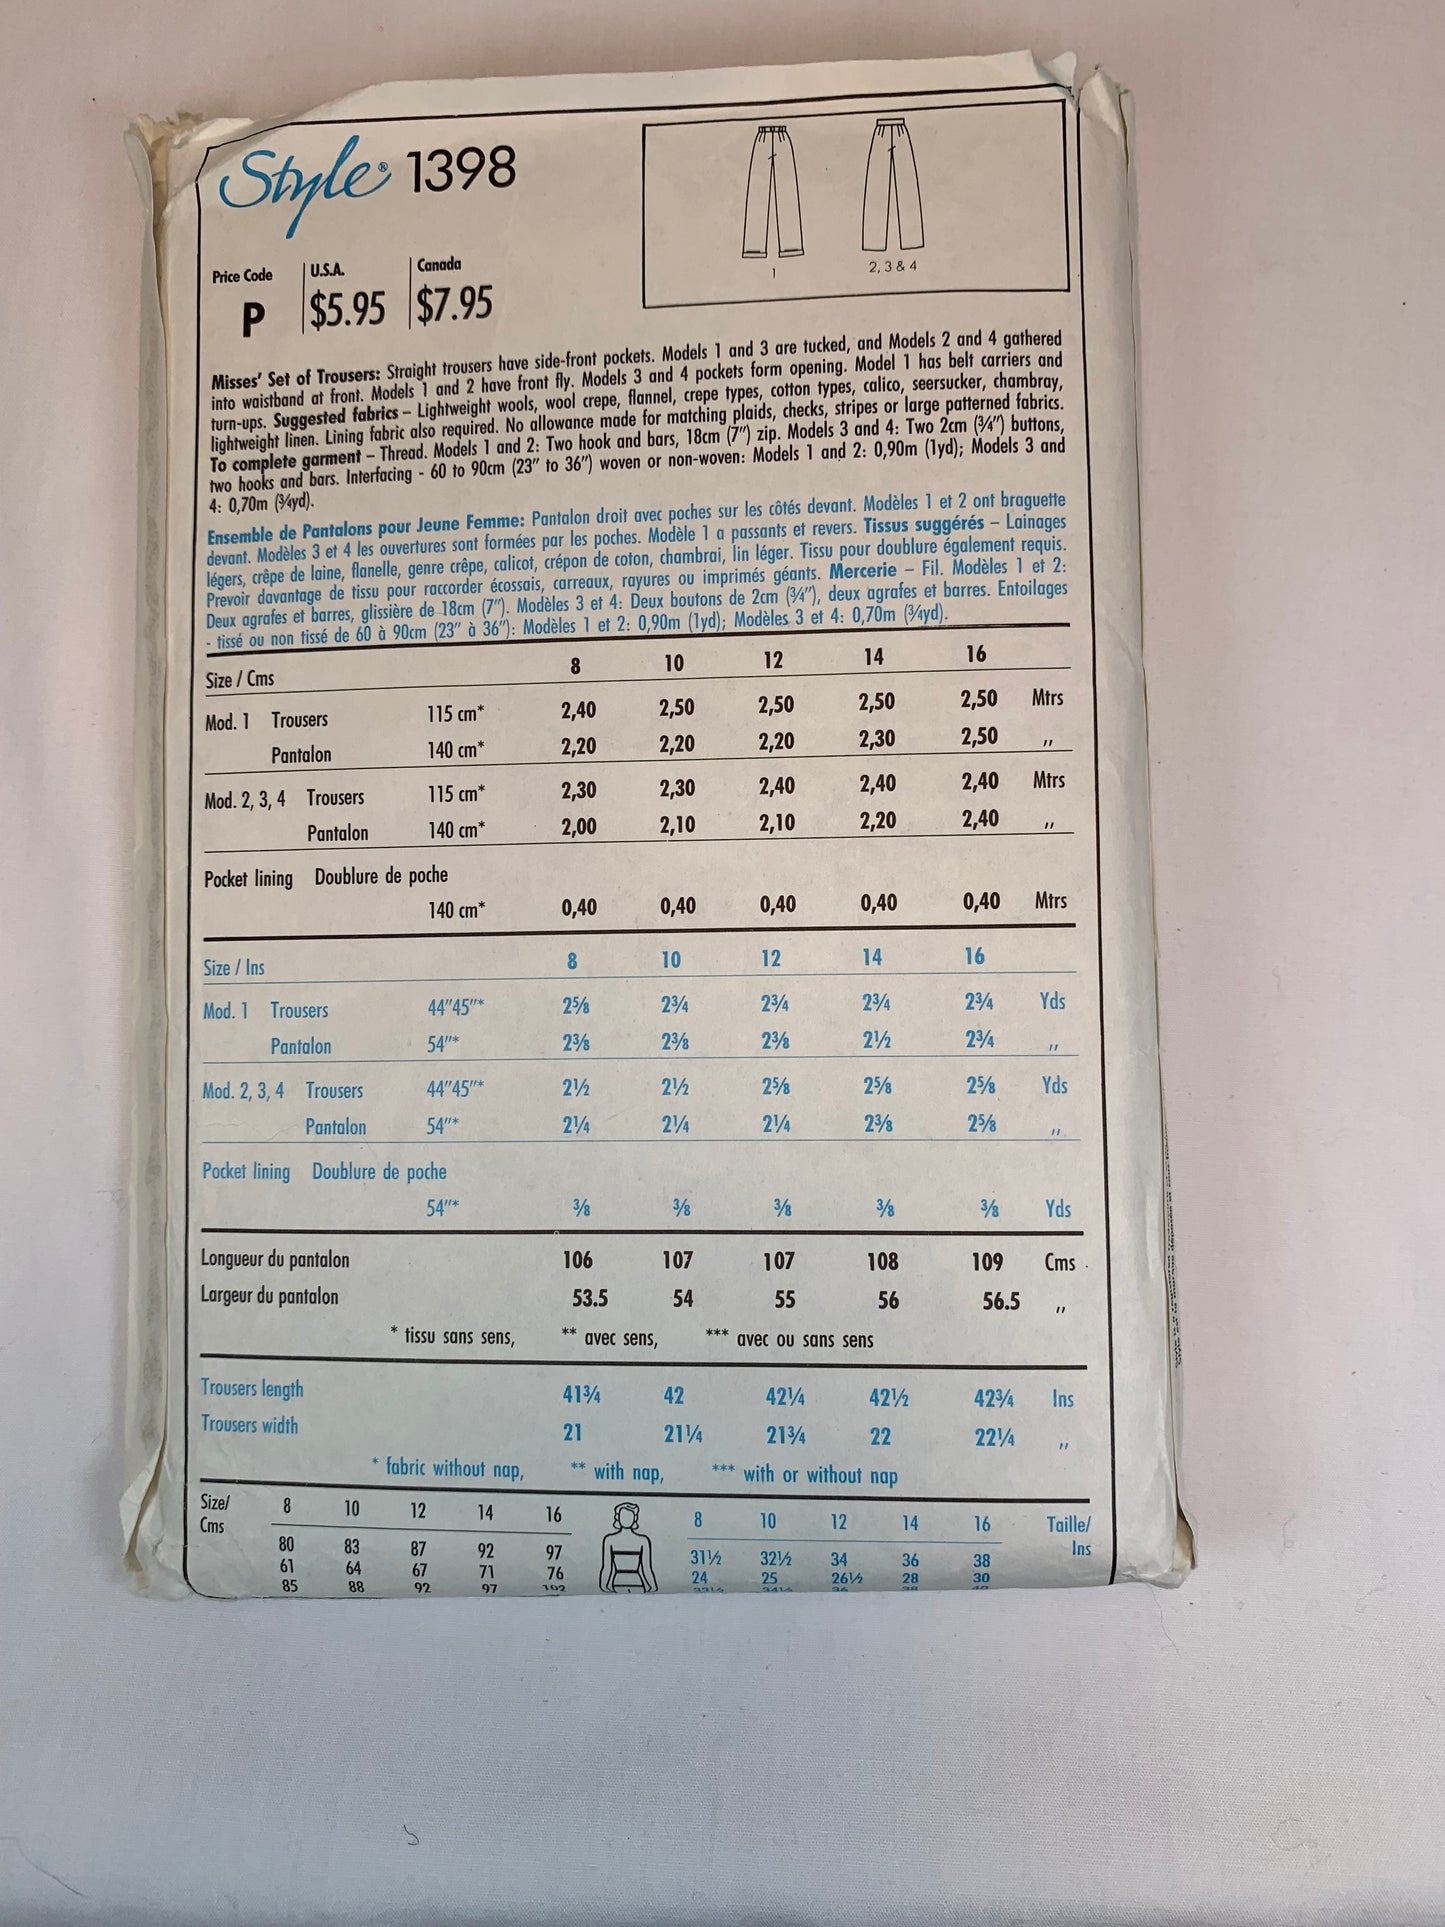 Style® 1398
Price Code U.S.A. Canada
P $5.95 $7.95
1 2, 3 & 4
Misses' Set of Trousers: Straight trousers have side-front pockets. Models 1 and 3 are tucked, and Models 2 and 4 gathered
into waistband at front. Models 1 and 2 have front fly. Models 3 and 4 pockets form opening. Model 1 has belt carriers and
turn-ups. Suggested fabrics – Lightweight wools, wool crepe, flannel, crepe types, cotton types, calico, seersucker, chambray,
lightweight linen. Lining fabric also required. No allowance made for matching plaids, checks, stripes or large patterned fabrics.
To complete garment – Thread. Models 1 and 2: Two hook and bars, 18cm (7") zip. Models 3 and 4: Two 2cm (¾") buttons,
two hooks and bars. Interfacing - 60 to 90cm (23" to 36") woven or non-woven: Models 1 and 2: 0,90m (1yd); Models 3 and
4: 0,70m (¾yd).
Ensemble de Pantalons pour Jeune Femme: Pantalon droit avec poches sur les côtés devant. Modèles 1 et 2 ont braguette
devant. Modèles 3 et 4 les ouvertures sont formées par les poches. Modèle 1 a passants et revers. Tissus suggérés – Lainages
légers, crêpe de laine, flanelle, genre crêpe, calicot, crépon de coton, chambrai, lin léger. Tissu pour doublure également requis.
Prevoir davantage de tissu pour raccorder écossais, carreaux, rayures ou imprimés géants. Mercerie – Fil. Modèles 1 et 2:
Deux agrafes et barres, glissière de 18cm (7"). Modèles 3 et 4: Deux boutons de 2cm (¾"), deux agrafes et barres. Entoilages
- tissé ou non tissé de 60 à 90cm (23" à 36"): Modèles 1 et 2: 0,90m (1yd); Modèles 3 et 4: 0,70m (¾yd).
Size / Cms 8 10 12 14 16
Mod. 1 Trousers 115 cm* 2,40 2,50 2,50 2,50 2,50 Mtrs
Pantalon 140 cm* 2,20 2,20 2,20 2,30 2,50 ,,
Mod. 2, 3, 4 Trousers 115 cm* 2,30 2,30 2,40 2,40 2,40 Mtrs
Pantalon 140 cm* 2,00 2,10 2,10 2,20 2,40 ,,
Pocket lining Doublure de poche
140 cm* 0,40 0,40 0,40 0,40 0,40 Mtrs
Size / Ins 8 10 12 14 16
Mod. 1 Trousers 44"45"* 2⅝ 2¾ 2¾ 2¾ 2¾ Yds
Pantalon 54"* 2⅜ 2⅜ 2⅜ 2½ 2¾ ,,
Mod. 2, 3, 4 Trousers 44"45"* 2½ 2½ 2⅝ 2⅝ 2⅝ Yds
Pantalon 54"* 2¼ 2¼ 2¼ 2⅜ 2⅝ ,,
Pocket lining Doublure de poche
54"* ⅜ ⅜ ⅜ ⅜ ⅜ Yds
Longueur du pantalon 106 107 107 108 109 Cms
Largeur du pantalon 53.5 54 55 56 56.5 ,,
* tissu sans sens, ** avec sens, *** avec ou sans sens
Trousers length 41¾ 42 42¼ 42½ 42¾ Ins
Trousers width 21 21¼ 21¾ 22 22¼ ,,
* fabric without nap, ** with nap, *** with or without nap
Size/ Cms 8 10 12 14 16 8 10 12 14 16 Taille/ Ins
80 83 87 92 97 31½ 32½ 34 36 38
61 64 67 71 76 24 25 26½ 28 30
85 88 92 97 102